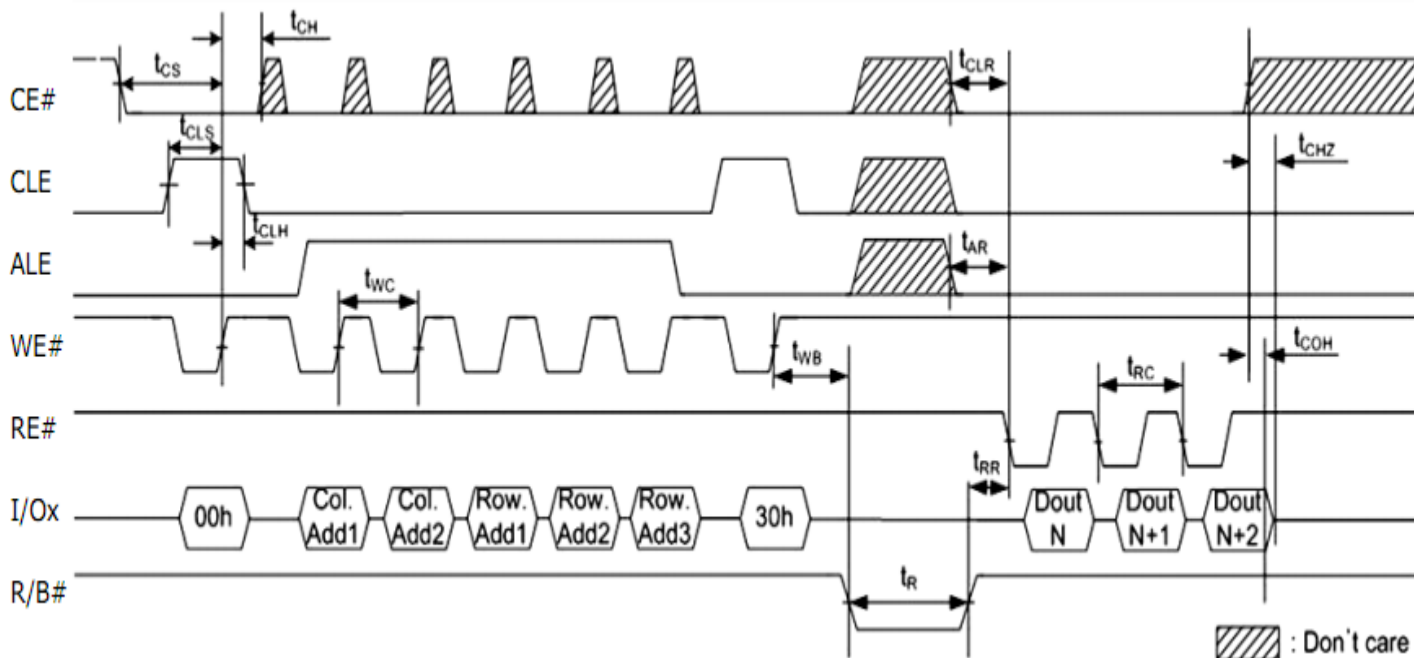 tCH
tCS
tCLR
CE#
tCLS
tCHZ
CLE
tCLH
tAR
ALE
tWC
WE#
tWB
tCOH
tRC
RE#
tRR
I/Ox
00h
Col.
Add1
Col.
Add2
Row.
Add1
Row.
Add2
Row.
Add3
30h
Dout
N
Dout
N+1
Dout
N+2
R/B#
tR
: Don`t care